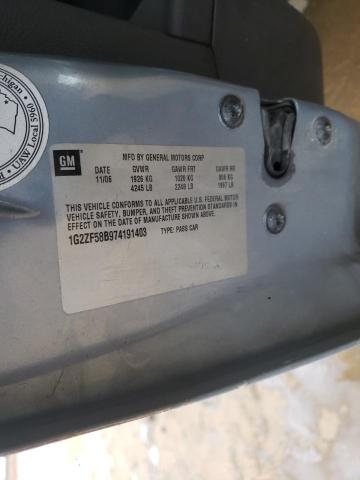 Michigan
UAW Local 5960
GM
MFD BY GENERAL MOTORS CORP
DATE GVWR GAWR FRT GAWR RR
11/06 1926 KG 1020 KG 906 KG
4245 LB 2248 LB 1997 LB
THIS VEHICLE CONFORMS TO ALL APPLICABLE U.S. FEDERAL MOTOR
VEHICLE SAFETY, BUMPER, AND THEFT PREVENTION STANDARDS IN
EFFECT ON THE DATE OF MANUFACTURE SHOWN ABOVE.
1G2ZF58B974191403 TYPE: PASS CAR